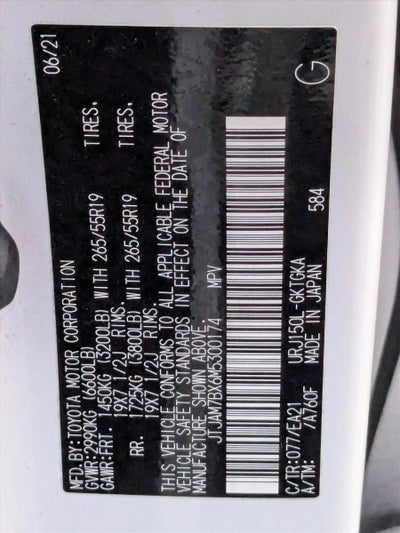 MFD.BY:TOYOTA MOTOR CORPORATION 06/21
GVWR:2990KG (6600LB)
GAWR:FRT. 1450KG (3200LB) WITH 265/55R19 TIRES.
19X7 1/2J RIMS.
RR. 1725KG (3800LB) WITH 265/55R19 TIRES.
19X7 1/2J RIMS.
THIS VEHICLE CONFORMS TO ALL APPLICABLE FEDERAL MOTOR
VEHICLE SAFETY STANDARDS IN EFFECT ON THE DATE OF
MANUFACTURE SHOWN ABOVE.
JTJAM7BX6M5300174 MPV
C/TR:077/EA21 URJ150L-GKTGKA
A/TM: /A760F MADE IN JAPAN
584
G